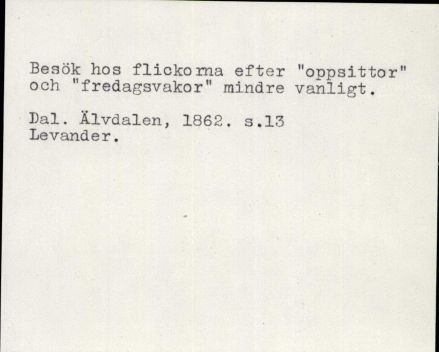 Besök hos flickorna efter "oppsittor"
och "fredagsvakor" mindre vanligt.
Dal. Älvdalen, 1862. s.13
Levander.